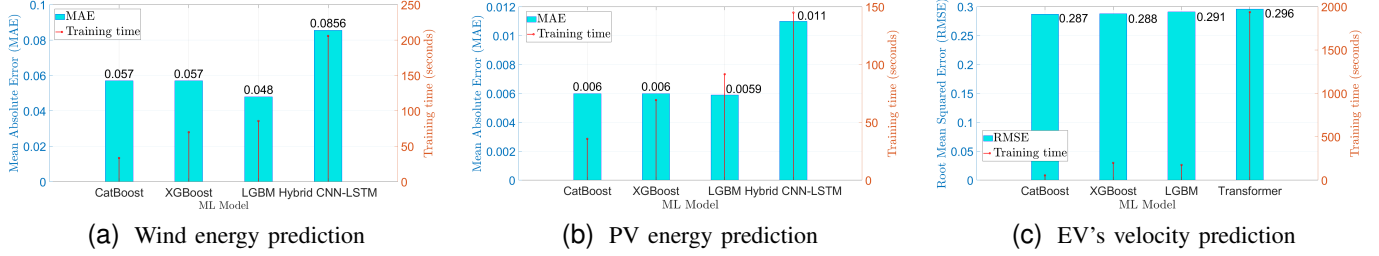 Mean Absolute Error (MAE)
0.1
0.08
0.06
0.04
0.02
0
MAE
Training time
0.057
0.057
0.048
0.0856
250
200
150
100
50
0
Training time (seconds)
CatBoost
XGBoost
LGBM
Hybrid CNN-LSTM
ML Model
(a) Wind energy prediction
Mean Absolute Error (MAE)
0.012
0.01
0.008
0.006
0.004
0.002
0
MAE
Training time
0.006
0.006
0.0059
0.011
150
100
50
0
Training time (seconds)
CatBoost
XGBoost
LGBM
Hybrid CNN-LSTM
ML Model
(b) PV energy prediction
Root Mean Squared Error (RMSE)
0.3
0.25
0.2
0.15
0.1
0.05
0
0.287
0.288
0.291
0.296
RMSE
Training time
2000
1500
1000
500
0
Training time (seconds)
CatBoost
XGBoost
LGBM
Transformer
ML Model
(c) EV's velocity prediction